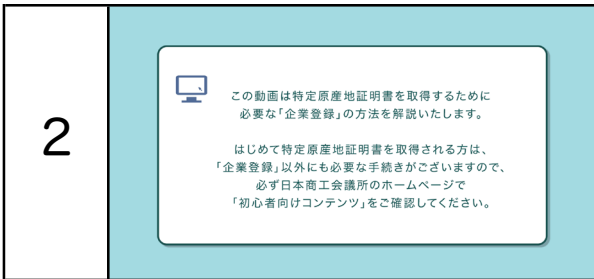 2
この動画は特定原産地証明書を取得するために
必要な「企業登録」の方法を解説いたします。
はじめて特定原産地証明書を取得される方は、
「企業登録」以外にも必要な手続きがございますので、
必ず日本商工会議所のホームページで
「初心者向けコンテンツ」をご確認してください。